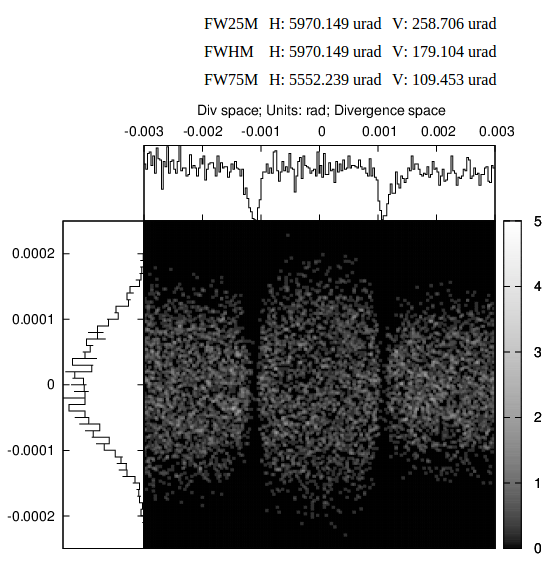 FW25M H: 5970.149 urad V: 258.706 urad
FWHM H: 5970.149 urad V: 179.104 urad
FW75M H: 5552.239 urad V: 109.453 urad
Div space; Units: rad; Divergence space
-0.003 -0.002 -0.001 0 0.001 0.002 0.003
5
0.0002
4
0.0001
3
0
2
-0.0001
1
-0.0002
0